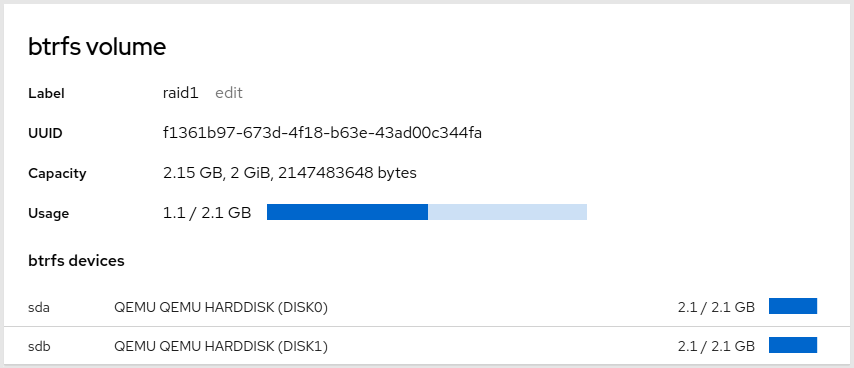 btrfs volume
Label raid1 edit
UUID f1361b97-673d-4f18-b63e-43ad00c344fa
Capacity 2.15 GB, 2 GiB, 2147483648 bytes
Usage 1.1 / 2.1 GB
btrfs devices
sda QEMU QEMU HARDDISK (DISK0) 2.1 / 2.1 GB
sdb QEMU QEMU HARDDISK (DISK1) 2.1 / 2.1 GB